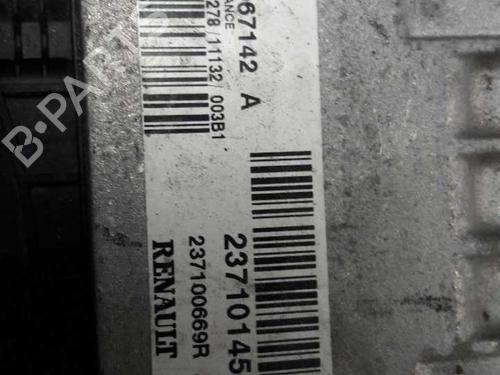 67142 A
ANCE
278/11132/003B1
23710145
237100669R
RENAULT
B-PARTS